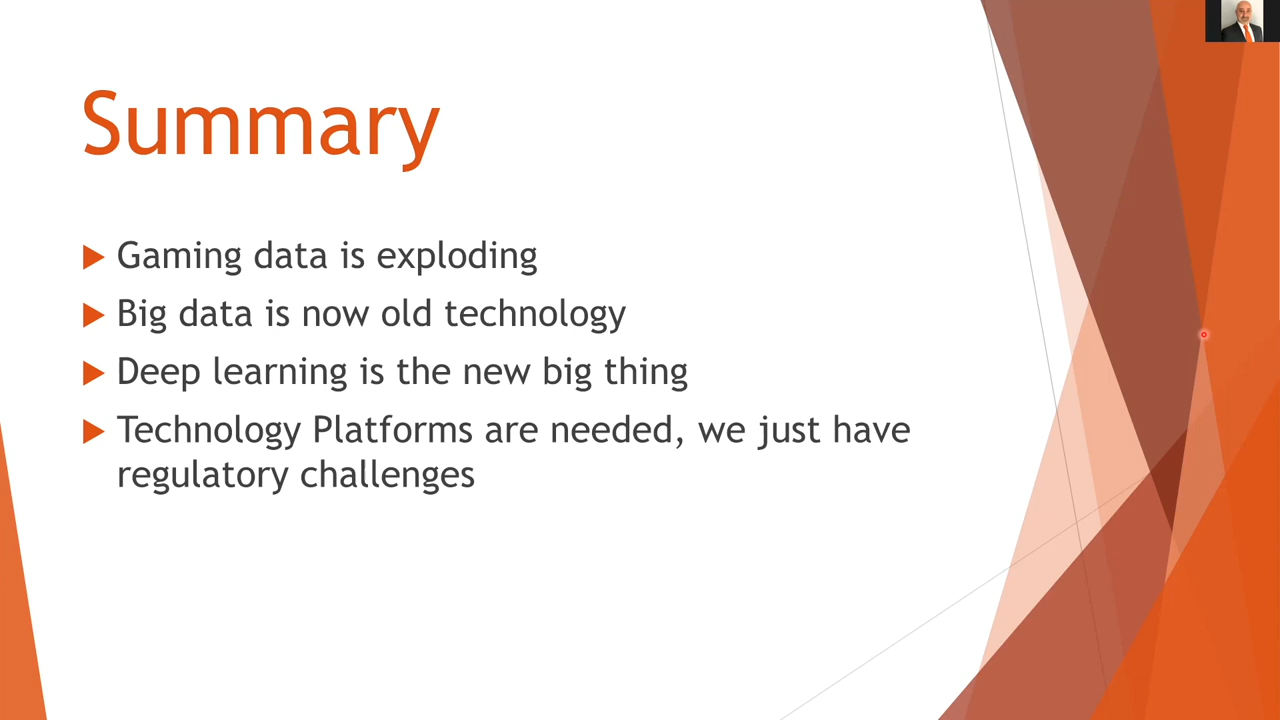 Summary
Gaming data is exploding
Big data is now old technology
Deep learning is the new big thing
Technology Platforms are needed, we just have
regulatory challenges